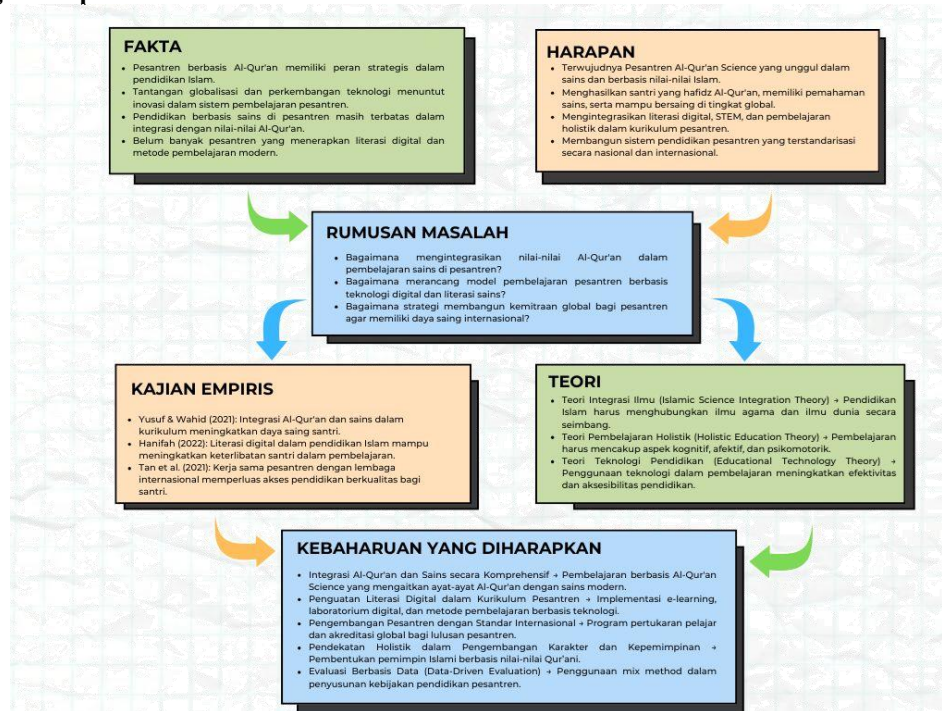 FAKTA
• Pesantren berbasis Al-Qur'an memiliki peran strategis dalam
pendidikan Islam.
• Tantangan globalisasi dan perkembangan teknologi menuntut
inovasi dalam sistem pembelajaran pesantren.
• Pendidikan berbasis sains di pesantren masih terbatas dalam
integrasi dengan nilai-nilai Al-Qur'an.
• Belum banyak pesantren yang menerapkan literasi digital dan
metode pembelajaran modern.
HARAPAN
• Terwujudnya Pesantren Al-Qur'an Science yang unggul dalam
sains dan berbasis nilai-nilai Islam.
• Menghasilkan santri yang hafidz Al-Qur'an, memiliki pemahaman
sains, serta mampu bersaing di tingkat global.
• Mengintegrasikan literasi digital, STEM, dan pembelajaran
holistik dalam kurikulum pesantren.
• Membangun sistem pendidikan pesantren yang terstandarisasi
secara nasional dan internasional.
RUMUSAN MASALAH
• Bagaimana mengintegrasikan nilai-nilai Al-Qur'an dalam
pembelajaran sains di pesantren?
• Bagaimana merancang model pembelajaran pesantren berbasis
teknologi digital dan literasi sains?
• Bagaimana strategi membangun kemitraan global bagi pesantren
agar memiliki daya saing internasional?
KAJIAN EMPIRIS
• Yusuf & Wahid (2021): Integrasi Al-Qur'an dan sains dalam
kurikulum meningkatkan daya saing santri.
• Hanifah (2022): Literasi digital dalam pendidikan Islam mampu
meningkatkan keterlibatan santri dalam pembelajaran.
• Tan et al. (2021): Kerja sama pesantren dengan lembaga
internasional memperluas akses pendidikan berkualitas bagi
santri.
TEORI
• Teori Integrasi Ilmu (Islamic Science Integration Theory) → Pendidikan
Islam harus menghubungkan ilmu agama dan ilmu dunia secara
seimbang.
• Teori Pembelajaran Holistik (Holistic Education Theory) → Pembelajaran
harus mencakup aspek kognitif, afektif, dan psikomotorik.
• Teori Teknologi Pendidikan (Educational Technology Theory) →
Penggunaan teknologi dalam pembelajaran meningkatkan efektivitas
dan aksesibilitas pendidikan.
KEBAHARUAN YANG DIHARAPKAN
• Integrasi Al-Qur'an dan Sains secara Komprehensif → Pembelajaran berbasis Al-Qur'an
Science yang mengaitkan ayat-ayat Al-Qur'an dengan sains modern.
• Penguatan Literasi Digital dalam Kurikulum Pesantren → Implementasi e-learning,
laboratorium digital, dan metode pembelajaran berbasis teknologi.
• Pengembangan Pesantren dengan Standar Internasional → Program pertukaran pelajar
dan akreditasi global bagi lulusan pesantren.
• Pendekatan Holistik dalam Pengembangan Karakter dan Kepemimpinan →
Pembentukan pemimpin Islami berbasis nilai-nilai Qur'ani.
• Evaluasi Berbasis Data (Data-Driven Evaluation) → Penggunaan mix method dalam
penyusunan kebijakan pendidikan pesantren.